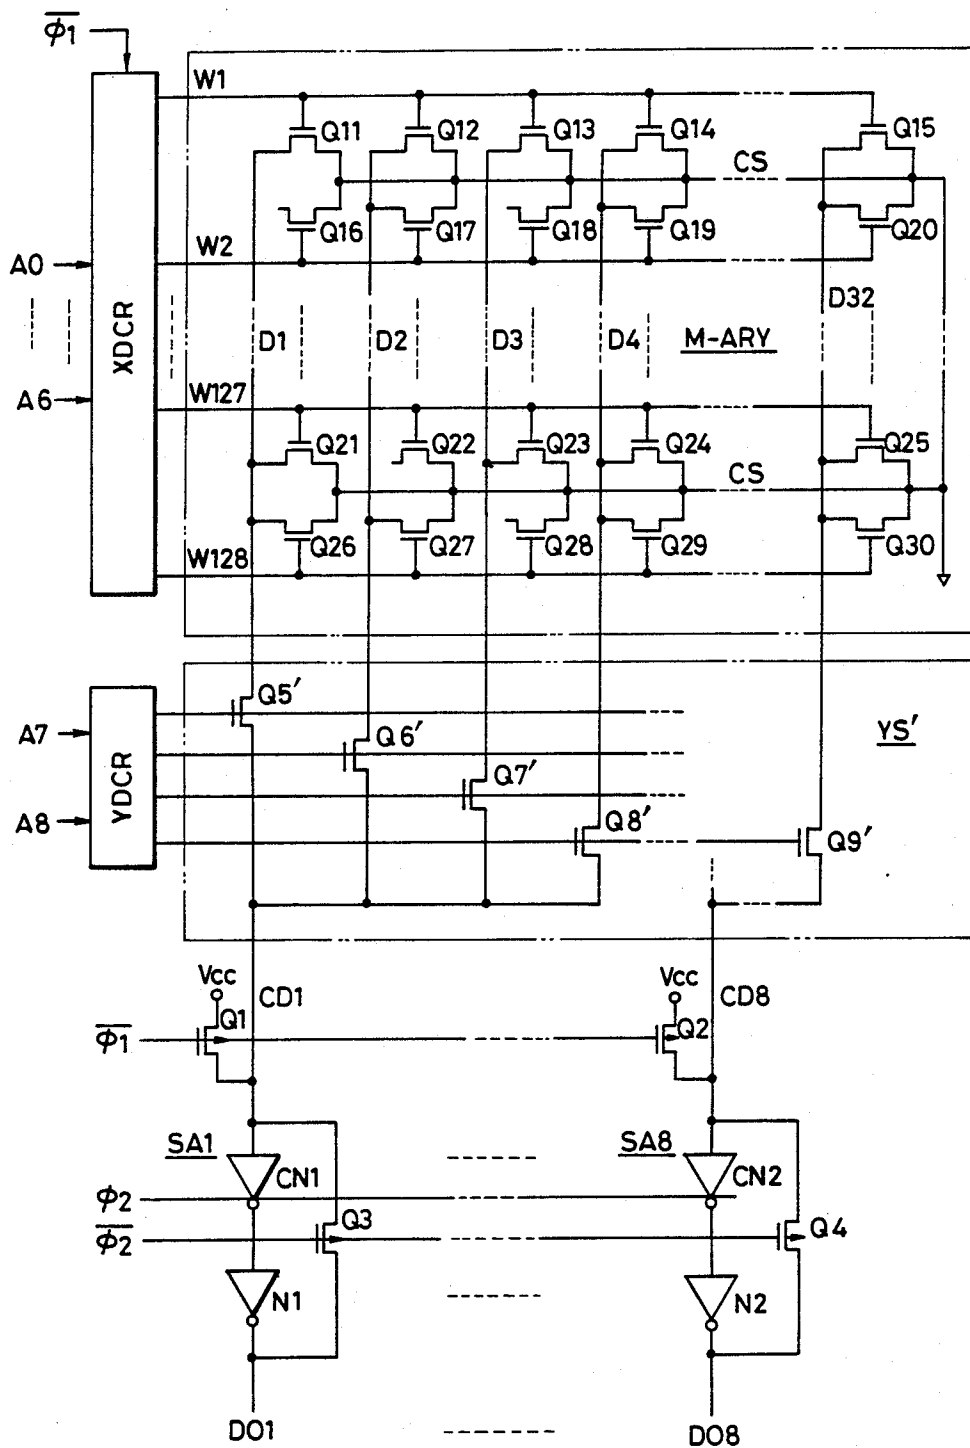 ϕ̅1̅
W1
Q11 Q12 Q13 Q14 Q15
CS
Q16 Q17 Q18 Q19 Q20
W2
A0
XDCR
D1 D2 D3 D4 D32
M-ARY
A6
W127
Q21 Q22 Q23 Q24 Q25
CS
Q26 Q27 Q28 Q29 Q30
W128
Q5′
A7
Q6′
YS′
YDCR
Q7′
A8
Q8′
Q9′
Vcc Vcc
CD1 CD8
Q1 Q2
ϕ̅1̅
SA1 SA8
CN1 CN2
ϕ2
Q3 Q4
ϕ̅2̅
N1 N2
DO1 DO8